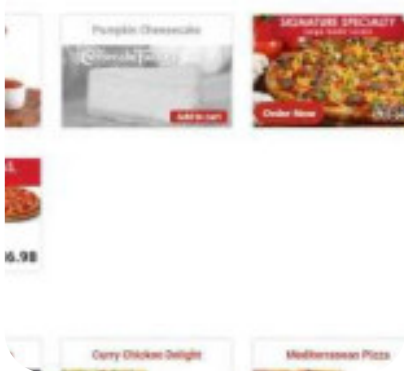 Pumpkin Cheesecake
Add to cart
SIGNATURE SPECIALTY
Order Now
6.98
Curry Chicken Delight
Mediterranean Pizza